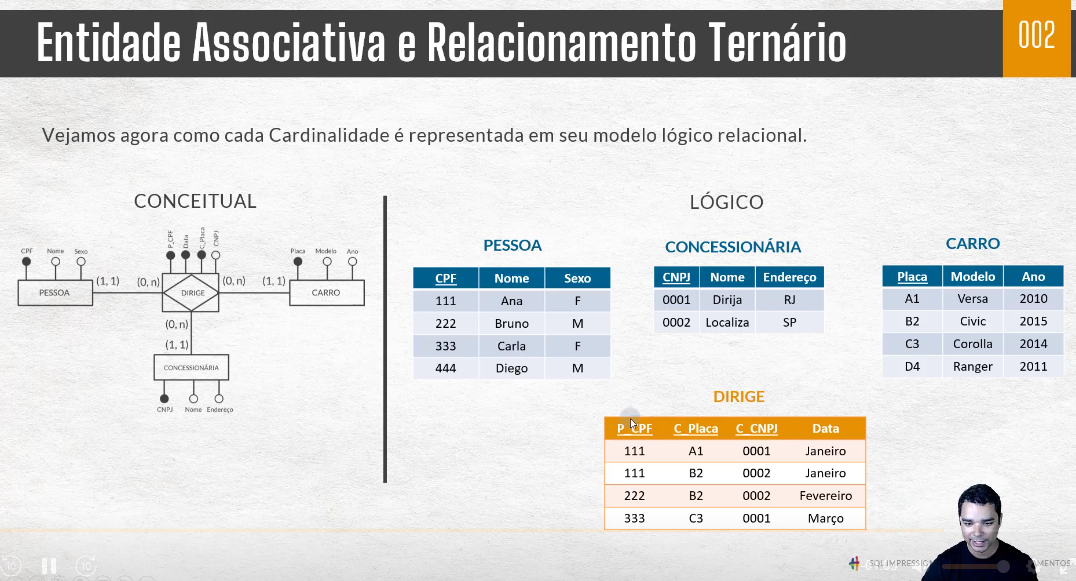 Entidade Associativa e Relacionamento Ternário
002
Vejamos agora como cada Cardinalidade é representada em seu modelo lógico relacional.
CONCEITUAL
P_CPF
Data
C_Placa
CNPJ
CPF Nome Sexo
Placa Modelo Ano
PESSOA (1, 1) (0, n) DIRIGE (0, n) (1, 1) CARRO
(0, n)
(1, 1)
CONCESSIONÁRIA
CNPJ Nome Endereço
LÓGICO
PESSOA
CPF Nome Sexo
111 Ana F
222 Bruno M
333 Carla F
444 Diego M
CONCESSIONÁRIA
CNPJ Nome Endereço
0001 Dirija RJ
0002 Localiza SP
CARRO
Placa Modelo Ano
A1 Versa 2010
B2 Civic 2015
C3 Corolla 2014
D4 Ranger 2011
DIRIGE
P_CPF C_Placa C_CNPJ Data
111 A1 0001 Janeiro
111 B2 0002 Janeiro
222 B2 0002 Fevereiro
333 C3 0001 Março
10
10
SQL IMPRESSI
MENTOS